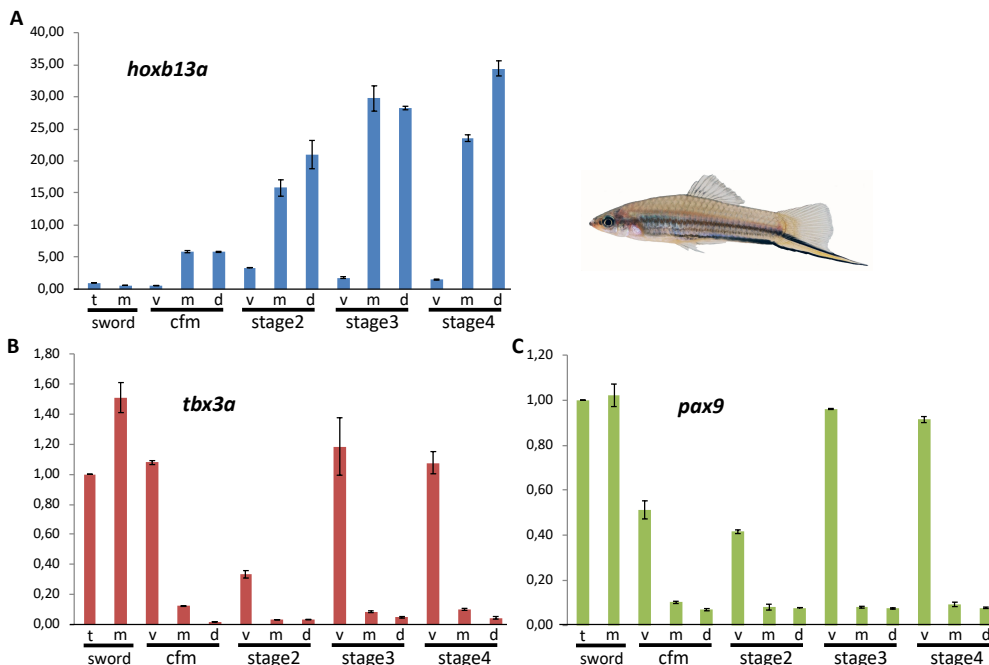 A
hoxb13a
40,00
35,00
30,00
25,00
20,00
15,00
10,00
5,00
0,00
t m v m d v m d v m d v m d
sword cfm stage2 stage3 stage4
B
tbx3a
1,80
1,60
1,40
1,20
1,00
0,80
0,60
0,40
0,20
0,00
t m v m d v m d v m d v m d
sword cfm stage2 stage3 stage4
C
pax9
1,20
1,00
0,80
0,60
0,40
0,20
0,00
t m v m d v m d v m d v m d
sword cfm stage2 stage3 stage4